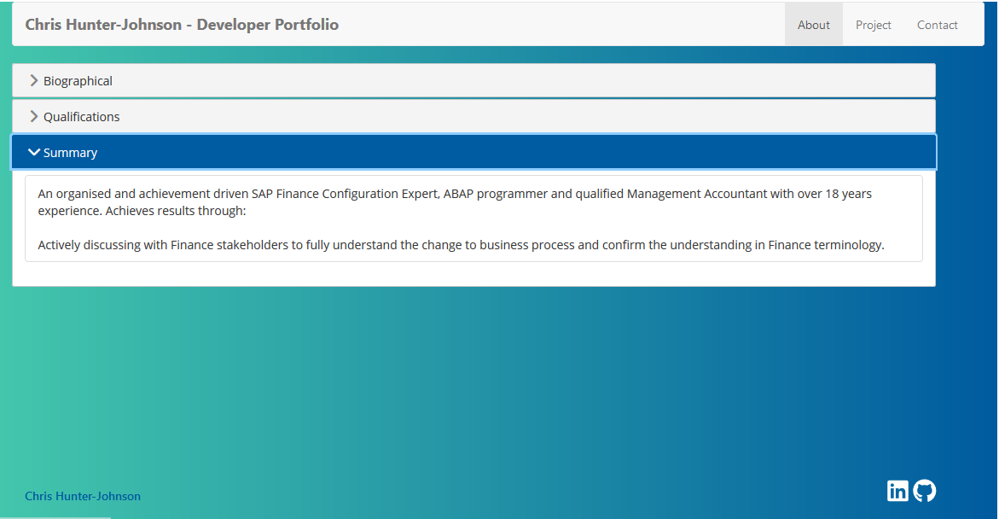 Chris Hunter-Johnson - Developer Portfolio
About
Project
Contact
Biographical
Qualifications
Summary
An organised and achievement driven SAP Finance Configuration Expert, ABAP programmer and qualified Management Accountant with over 18 years
experience. Achieves results through:
Actively discussing with Finance stakeholders to fully understand the change to business process and confirm the understanding in Finance terminology.
Chris Hunter-Johnson
in